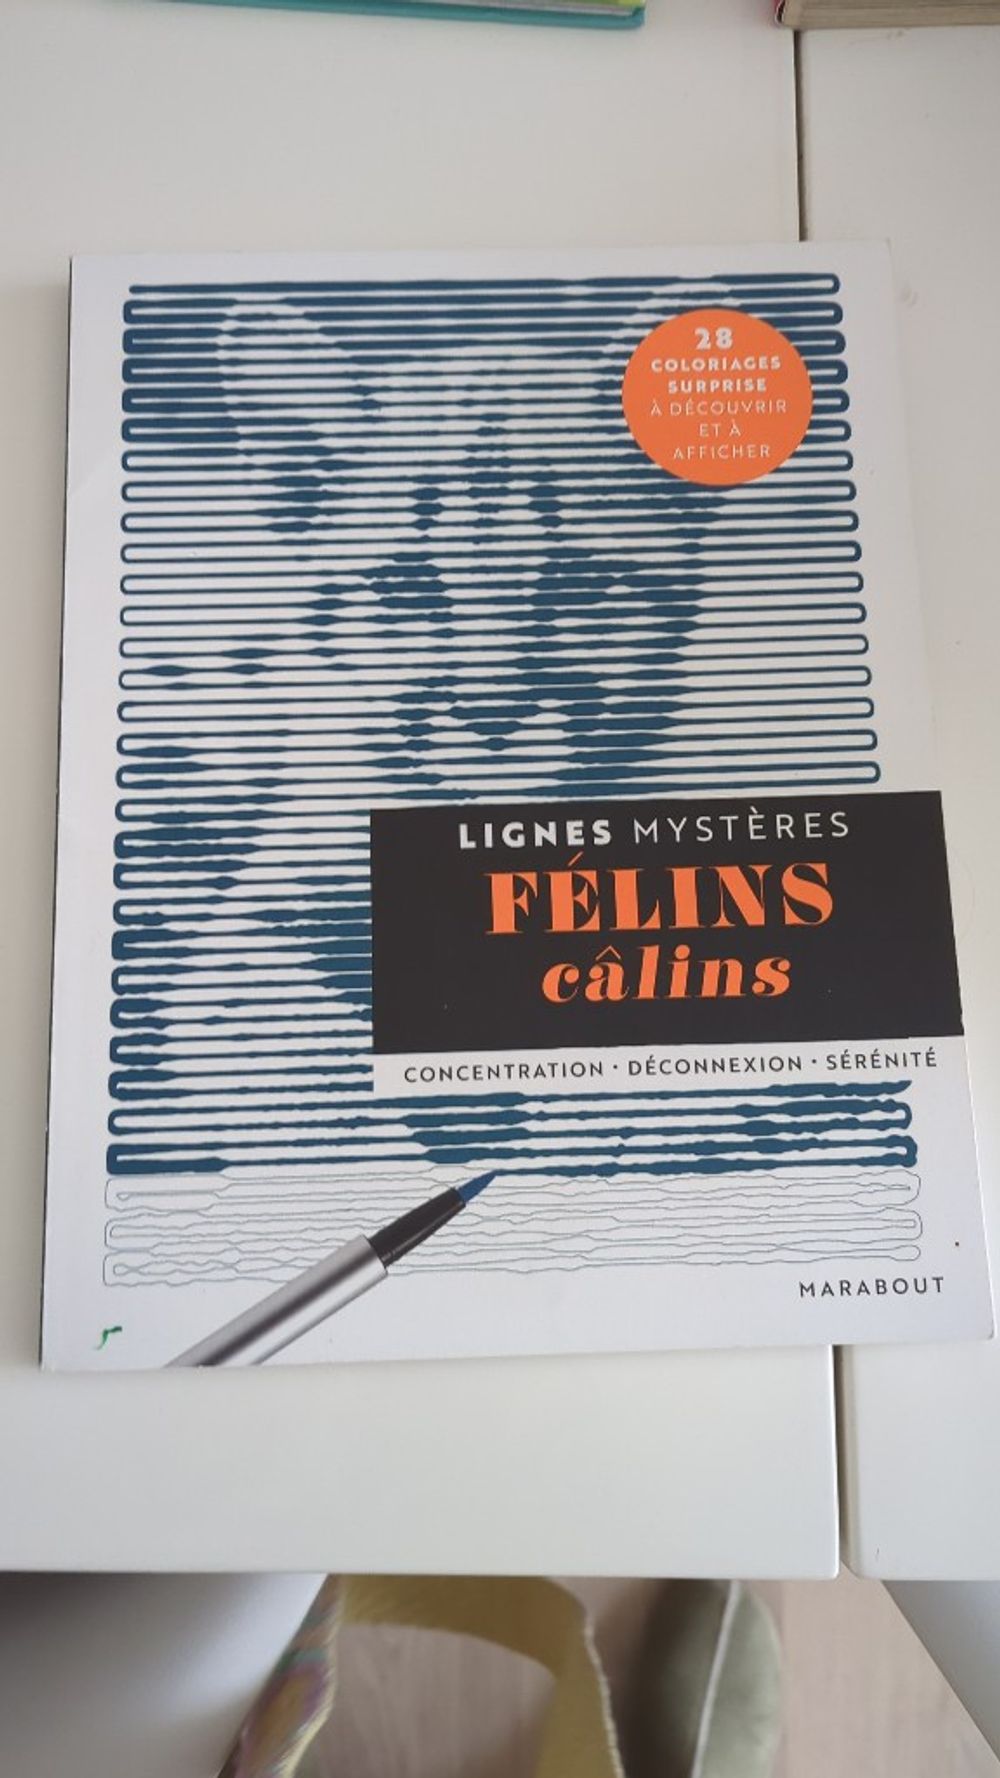 28
COLORIAGES
SURPRISE
À DÉCOUVRIR
ET À
AFFICHER
LIGNES MYSTÈRES
FÉLINS
câlins
CONCENTRATION · DÉCONNEXION · SÉRÉNITÉ
MARABOUT